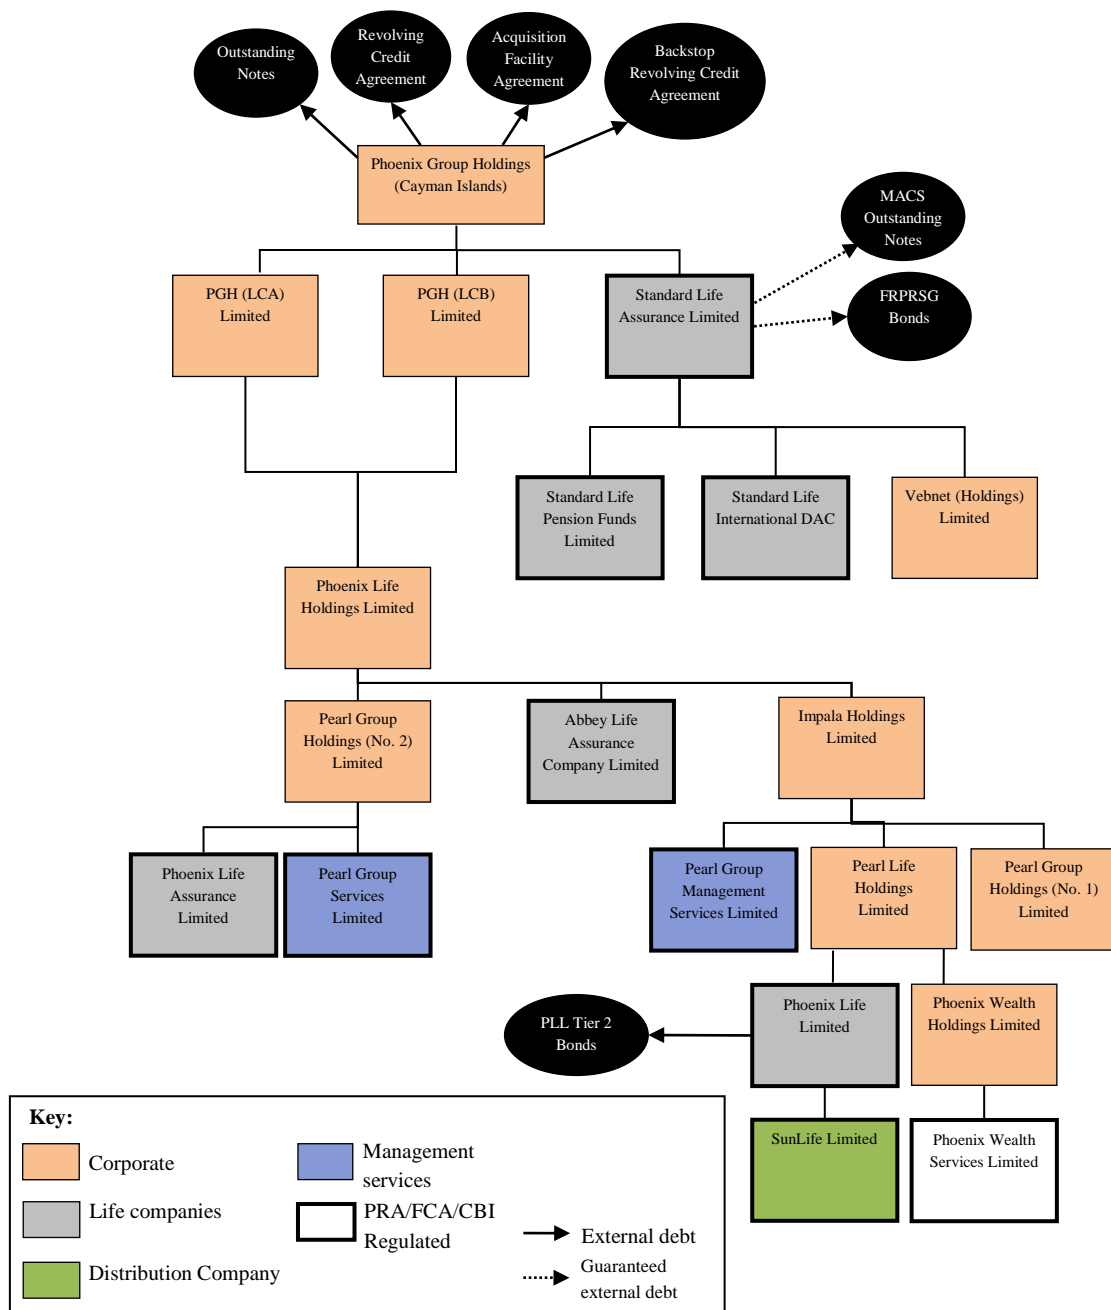 Outstanding
Notes
Revolving
Credit
Agreement
Acquisition
Facility
Agreement
Backstop
Revolving Credit
Agreement
Phoenix Group Holdings
(Cayman Islands)
MACS
Outstanding
Notes
PGH (LCA)
Limited
PGH (LCB)
Limited
Standard Life
Assurance Limited
FRPRSG
Bonds
Standard Life
Pension Funds
Limited
Standard Life
International DAC
Vebnet (Holdings)
Limited
Phoenix Life
Holdings Limited
Pearl Group
Holdings (No. 2)
Limited
Abbey Life
Assurance
Company Limited
Impala Holdings
Limited
Phoenix Life
Assurance
Limited
Pearl Group
Services
Limited
Pearl Group
Management
Services Limited
Pearl Life
Holdings
Limited
Pearl Group
Holdings (No. 1)
Limited
PLL Tier 2
Bonds
Phoenix Life
Limited
Phoenix Wealth
Holdings Limited
SunLife Limited
Phoenix Wealth
Services Limited
Key:
Corporate
Management
services
Life companies
PRA/FCA/CBI
Regulated
External debt
Distribution Company
Guaranteed
external debt